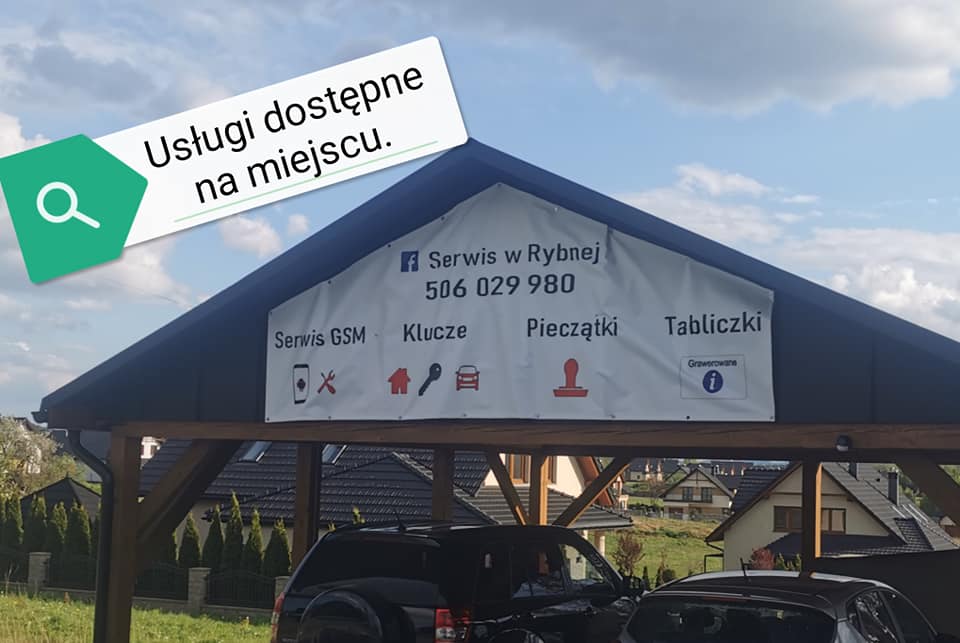 Usługi dostępne
na miejscu.
Serwis w Rybnej
506 029 980
Serwis GSM
Klucze
Pieczątki
Tabliczki
Grawerowane